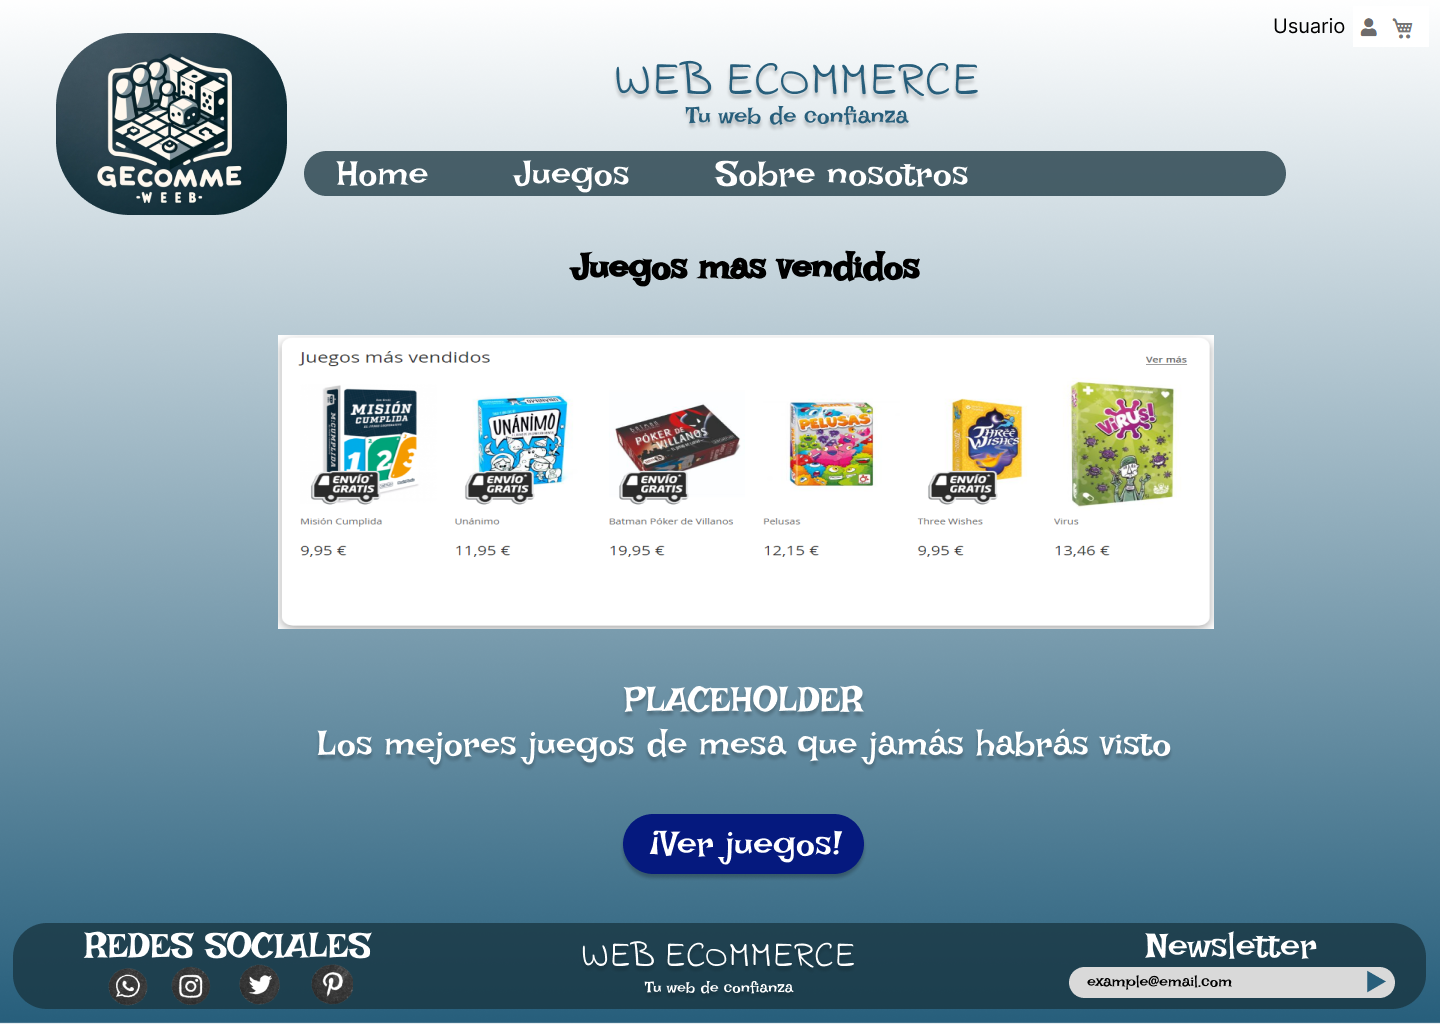 Usuario
GECOMME
-WEEB-
WEB ECOMMERCE
Tu web de confianza
Home Juegos Sobre nosotros
Juegos mas vendidos
Juegos más vendidos
Ver más
MISIÓN
CUMPLIDA
M:CUMPLIDA
1 2 3
UNÁNIMO
PÓKER DE
VILLANOS
PELUSAS
THREE
WISHES
VIRUS!
ENVÍO
GRATIS
ENVÍO
GRATIS
ENVÍO
GRATIS
ENVÍO
GRATIS
Misión Cumplida
Unánimo
Batman Póker de Villanos
Pelusas
Three Wishes
Virus
9,95 €
11,95 €
19,95 €
12,15 €
9,95 €
13,46 €
PLACEHOLDER
Los mejores juegos de mesa que jamás habrás visto
¡Ver juegos!
REDES SOCIALES
WEB ECOMMERCE
Tu web de confianza
Newsletter
example@email.com